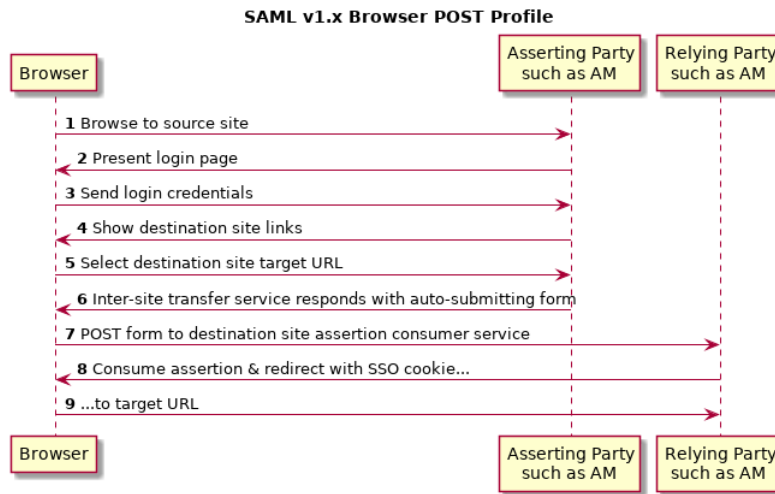 SAML v1.x Browser POST Profile
Browser
Asserting Party
such as AM
Relying Party
such as AM
1 Browse to source site
2 Present login page
3 Send login credentials
4 Show destination site links
5 Select destination site target URL
6 Inter-site transfer service responds with auto-submitting form
7 POST form to destination site assertion consumer service
8 Consume assertion & redirect with SSO cookie...
9 ...to target URL
Browser
Asserting Party
such as AM
Relying Party
such as AM